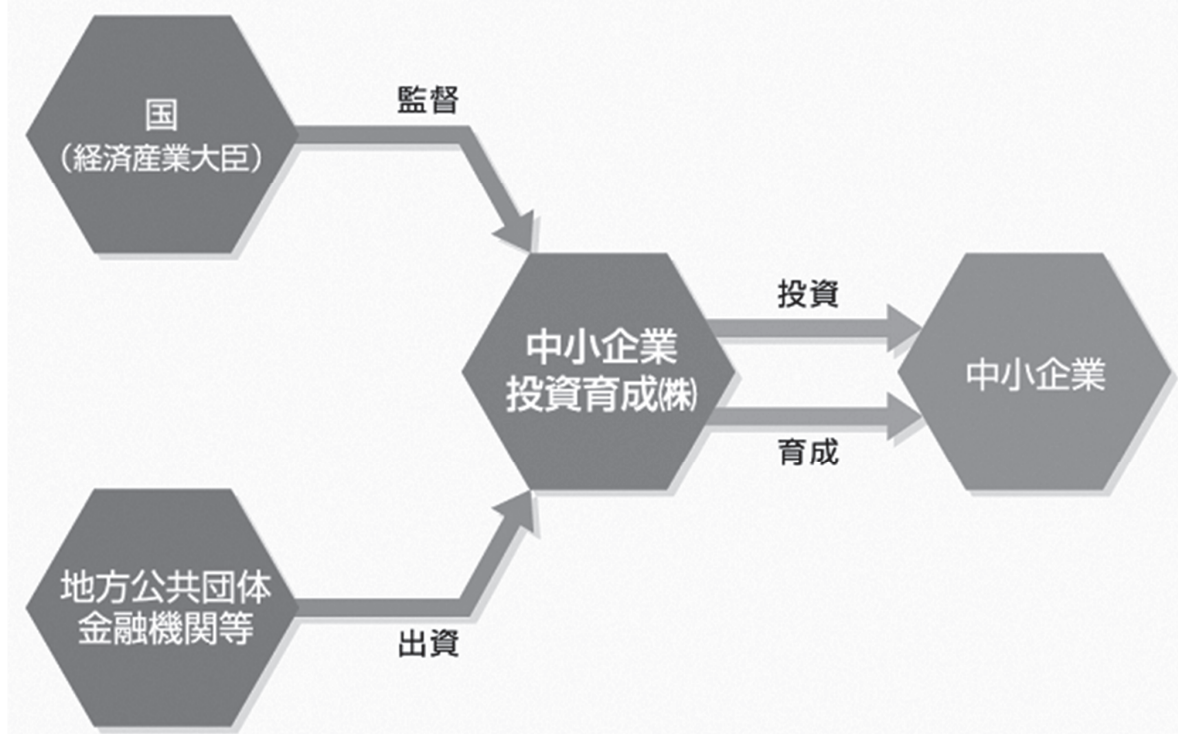 国
（経済産業大臣）
監督
中小企業
投資育成㈱
投資
育成
中小企業
地方公共団体
金融機関等
出資